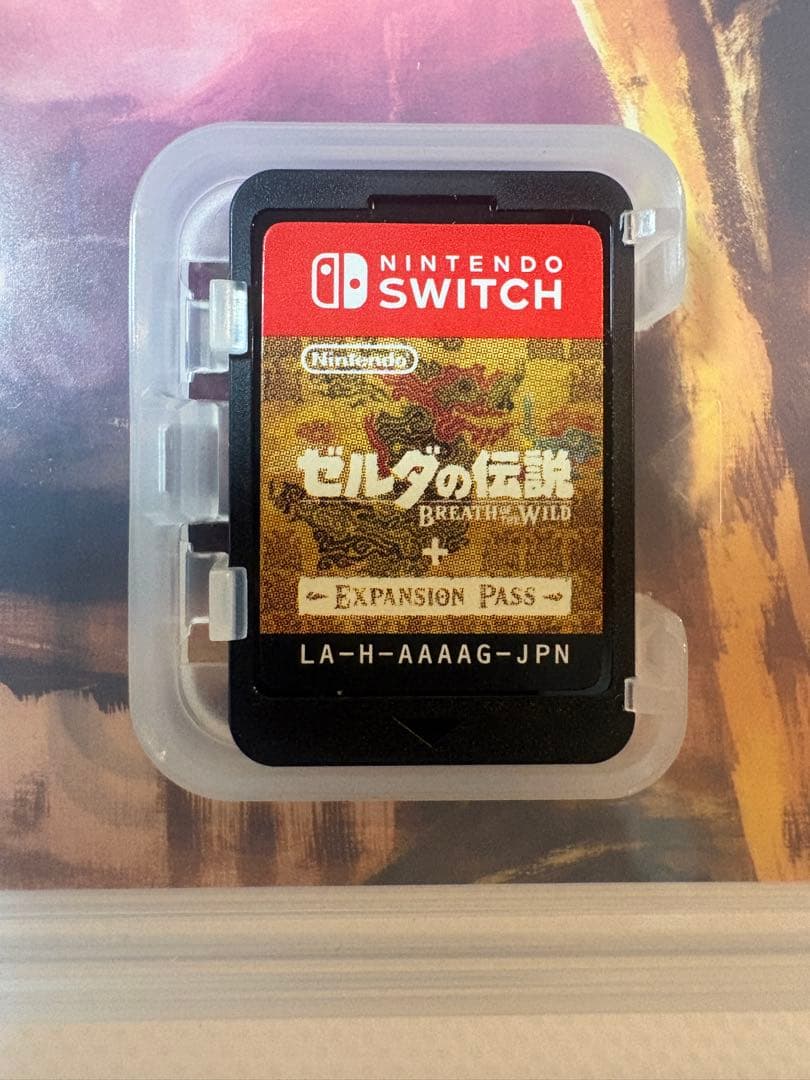 NINTENDO
SWITCH
Nintendo
ゼルダの伝説
BREATH OF THE WILD
+
EXPANSION PASS
LA-H-AAAAG-JPN